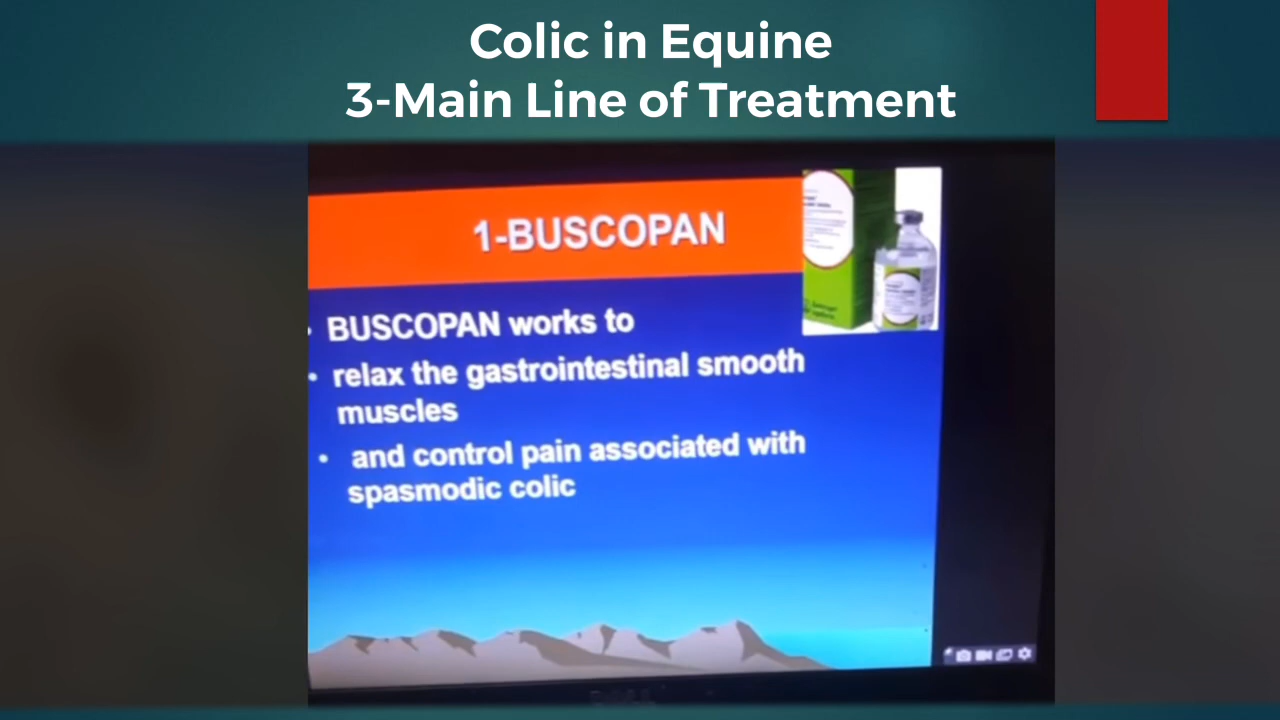 Colic in Equine
3-Main Line of Treatment
1-BUSCOPAN
• BUSCOPAN works to
• relax the gastrointestinal smooth
muscles
• and control pain associated with
spasmodic colic